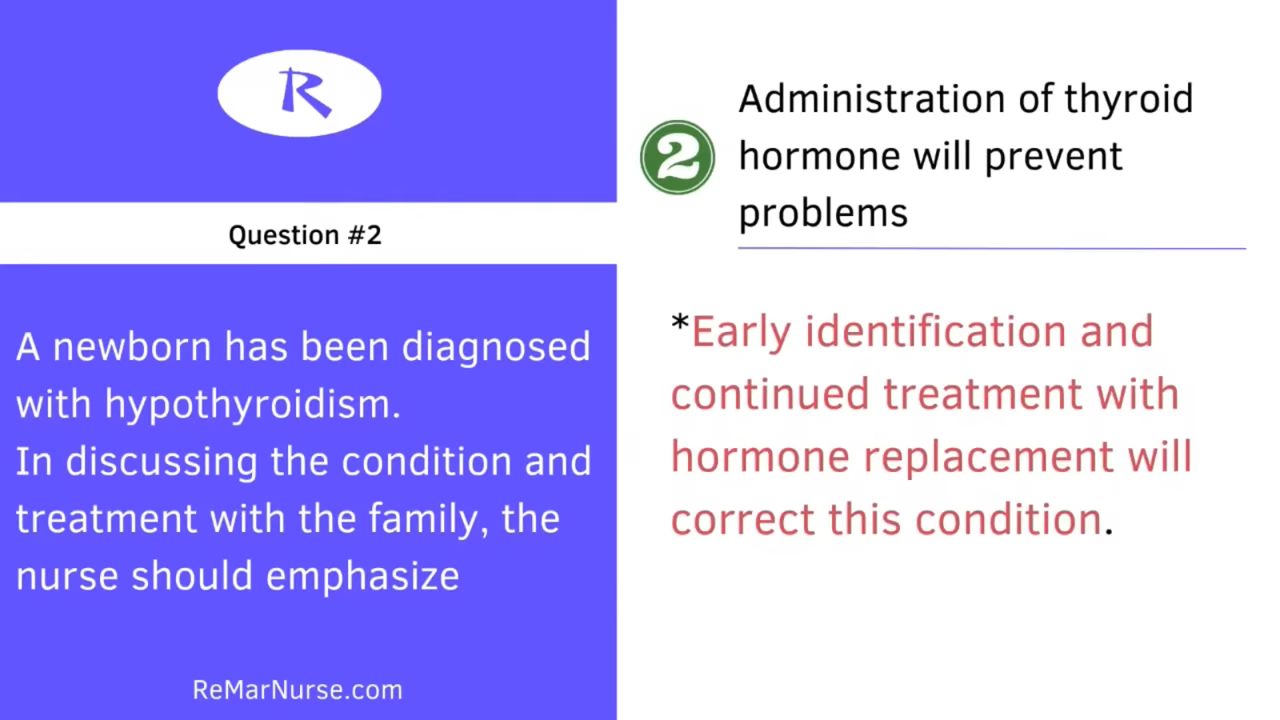 R
Question #2
A newborn has been diagnosed
with hypothyroidism.
In discussing the condition and
treatment with the family, the
nurse should emphasize
ReMarNurse.com
2
Administration of thyroid
hormone will prevent
problems
*Early identification and
continued treatment with
hormone replacement will
correct this condition.